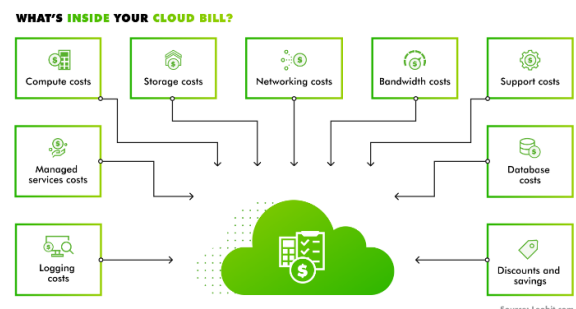 WHAT'S INSIDE YOUR CLOUD BILL?
Compute costs
Storage costs
Networking costs
Bandwidth costs
Support costs
Managed
services costs
Database
costs
Logging
costs
Discounts and
savings